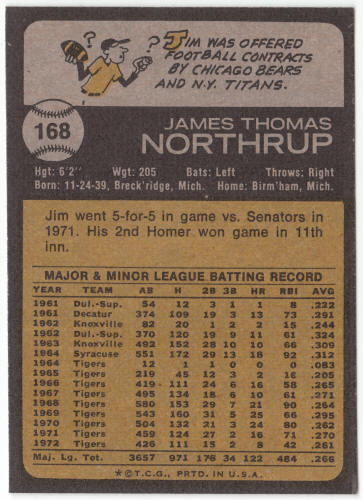 ?
?
JIM WAS OFFERED
FOOTBALL CONTRACTS
BY CHICAGO BEARS
AND N.Y. TITANS.
168
JAMES THOMAS
NORTHRUP
Hgt: 6'2" Wgt: 205 Bats: Left Throws: Right
Born: 11-24-39, Breck'ridge, Mich. Home: Birm'ham, Mich.
Jim went 5-for-5 in game vs. Senators in
1971. His 2nd Homer won game in 11th
inn.
MAJOR & MINOR LEAGUE BATTING RECORD
YEAR TEAM AB H 2B 3B HR RBI AVG
1961 Dul.-Sup. 54 12 3 1 1 8 .222
1961 Decatur 374 109 19 3 13 73 .291
1962 Knoxville 82 20 1 2 2 15 .244
1962 Dul.-Sup. 370 120 19 9 11 61 .324
1963 Knoxville 492 152 28 10 10 66 .309
1964 Syracuse 551 172 29 13 18 92 .312
1964 Tigers 12 1 1 0 0 0 .083
1965 Tigers 219 45 12 3 2 16 .205
1966 Tigers 419 111 24 6 16 58 .265
1967 Tigers 495 134 18 6 10 61 .271
1968 Tigers 580 153 29 7 21 90 .264
1969 Tigers 543 160 31 5 25 66 .295
1970 Tigers 504 132 21 3 24 80 .262
1971 Tigers 459 124 27 2 16 71 .270
1972 Tigers 426 111 15 2 8 42 .261
Maj. Lg. Tot. 3657 971 178 34 122 484 .266
*©T.C.G., PRTD. IN U.S.A.